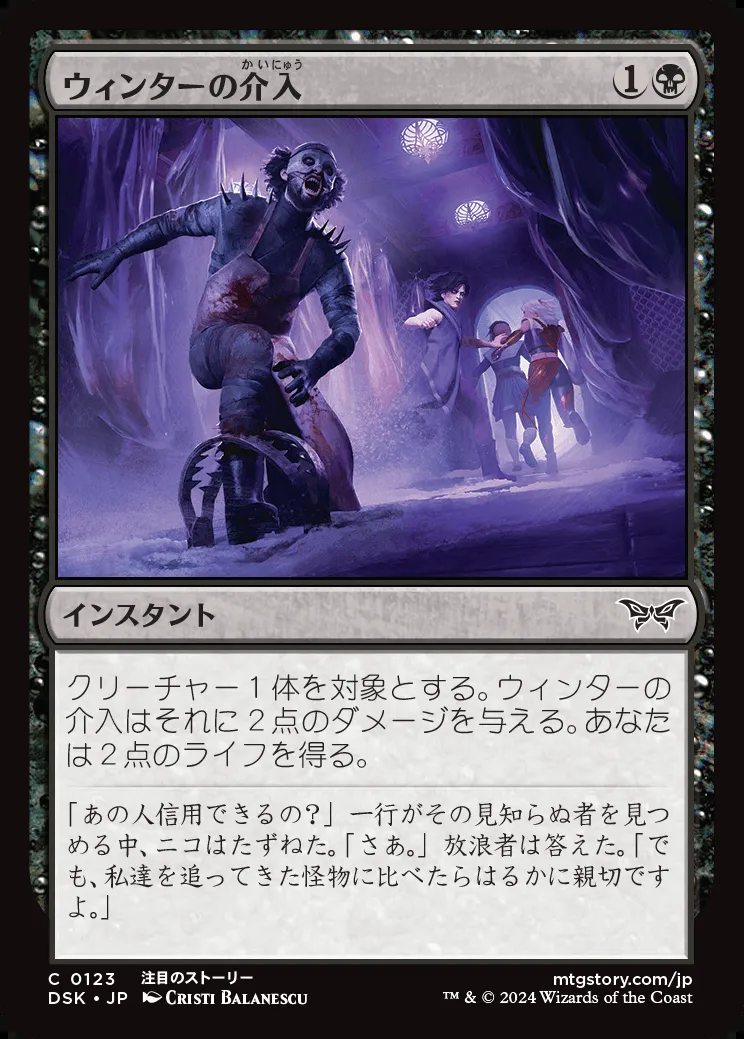 かいにゅう
ウィンターの介入 1
インスタント
クリーチャー1体を対象とする。ウィンターの
介入はそれに2点のダメージを与える。あなた
は2点のライフを得る。
「あの人信用できるの?」 一行がその見知らぬ者を見つ
める中、ニコはたずねた。「さあ。」 放浪者は答えた。「で
も、私達を追ってきた怪物に比べたらはるかに親切です
よ。」
C 0123 注目のストーリー mtgstory.com/jp
DSK • JP CRISTI BALANESCU ™ & © 2024 Wizards of the Coast